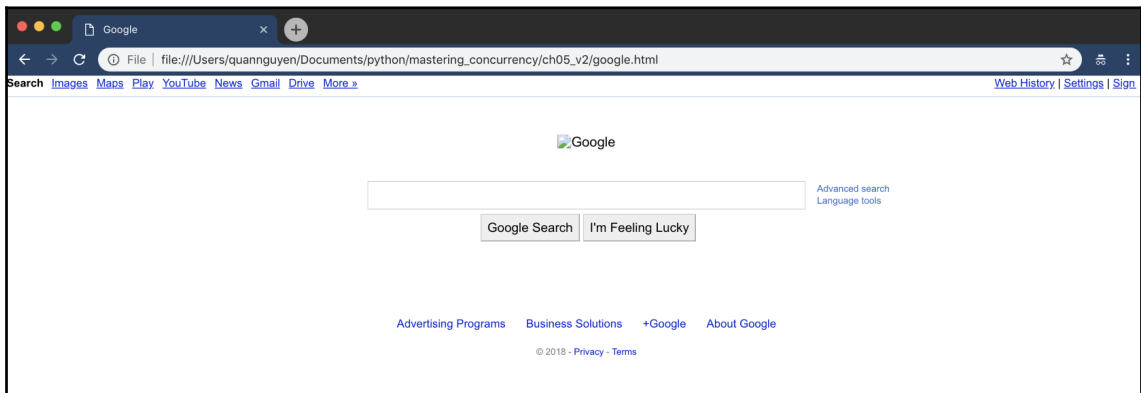 Google
File | file:///Users/quannguyen/Documents/python/mastering_concurrency/ch05_v2/google.html
Search Images Maps Play YouTube News Gmail Drive More » Web History | Settings | Sign
Google
Advanced search
Language tools
Google Search I'm Feeling Lucky
Advertising Programs Business Solutions +Google About Google
© 2018 - Privacy - Terms